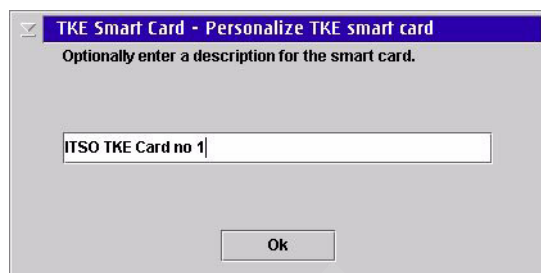 TKE Smart Card - Personalize TKE smart card
Optionally enter a description for the smart card.
ITSO TKE Card no 1
Ok